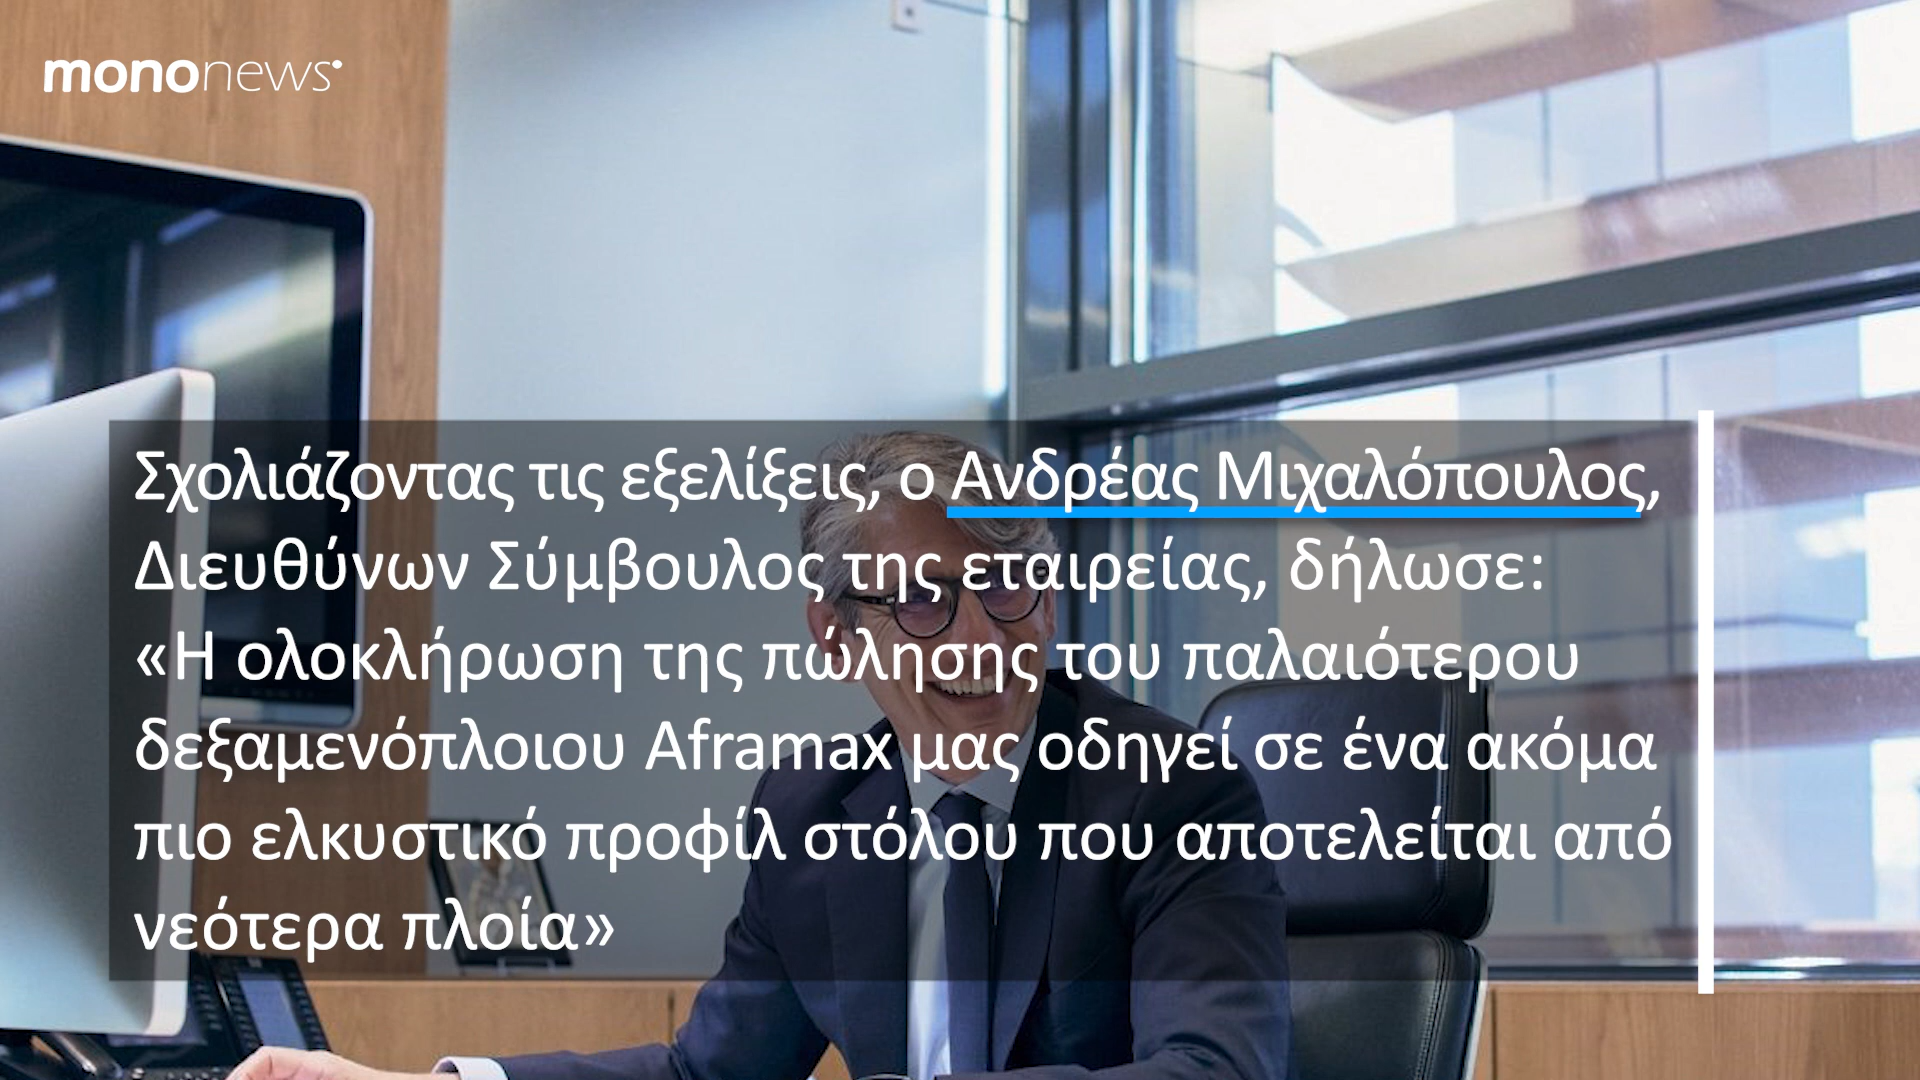 mononews
Σχολιάζοντας τις εξελίξεις, ο Ανδρέας Μιχαλόπουλος,
Διευθύνων Σύμβουλος της εταιρείας, δήλωσε:
«Η ολοκλήρωση της πώλησης του παλαιότερου
δεξαμενόπλοιου Aframax μας οδηγεί σε ένα ακόμα
πιο ελκυστικό προφίλ στόλου που αποτελείται από
νεότερα πλοία»